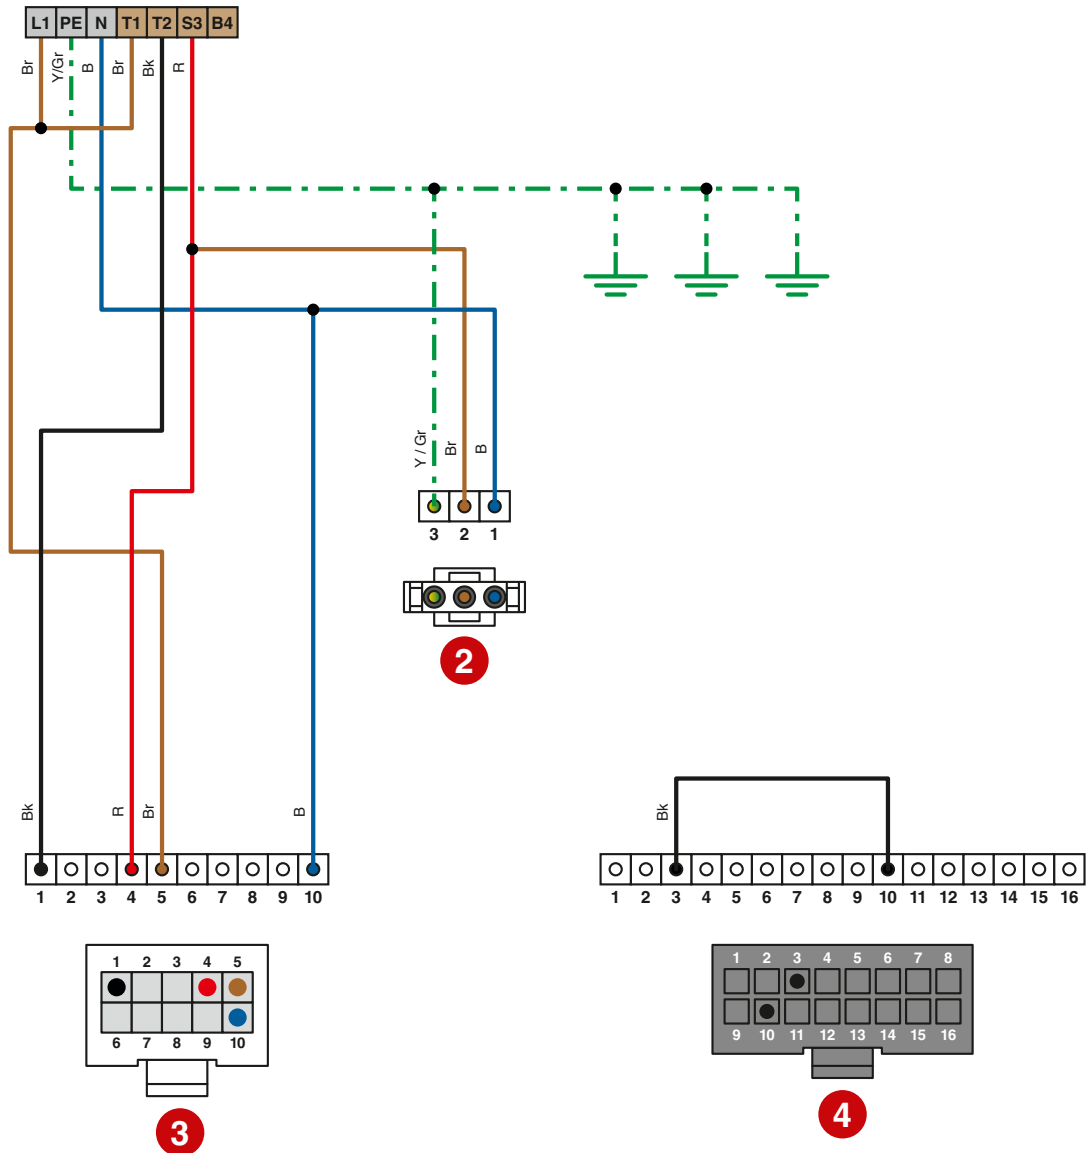 L1 PE N T1 T2 S3 B4
Br Y/Gr B Br Bk R
Y / Gr Br B
3 2 1
2
Bk R Br B
1 2 3 4 5 6 7 8 9 10
Bk
1 2 3 4 5 6 7 8 9 10 11 12 13 14 15 16
1 2 3 4 5
6 7 8 9 10
3
1 2 3 4 5 6 7 8
9 10 11 12 13 14 15 16
4